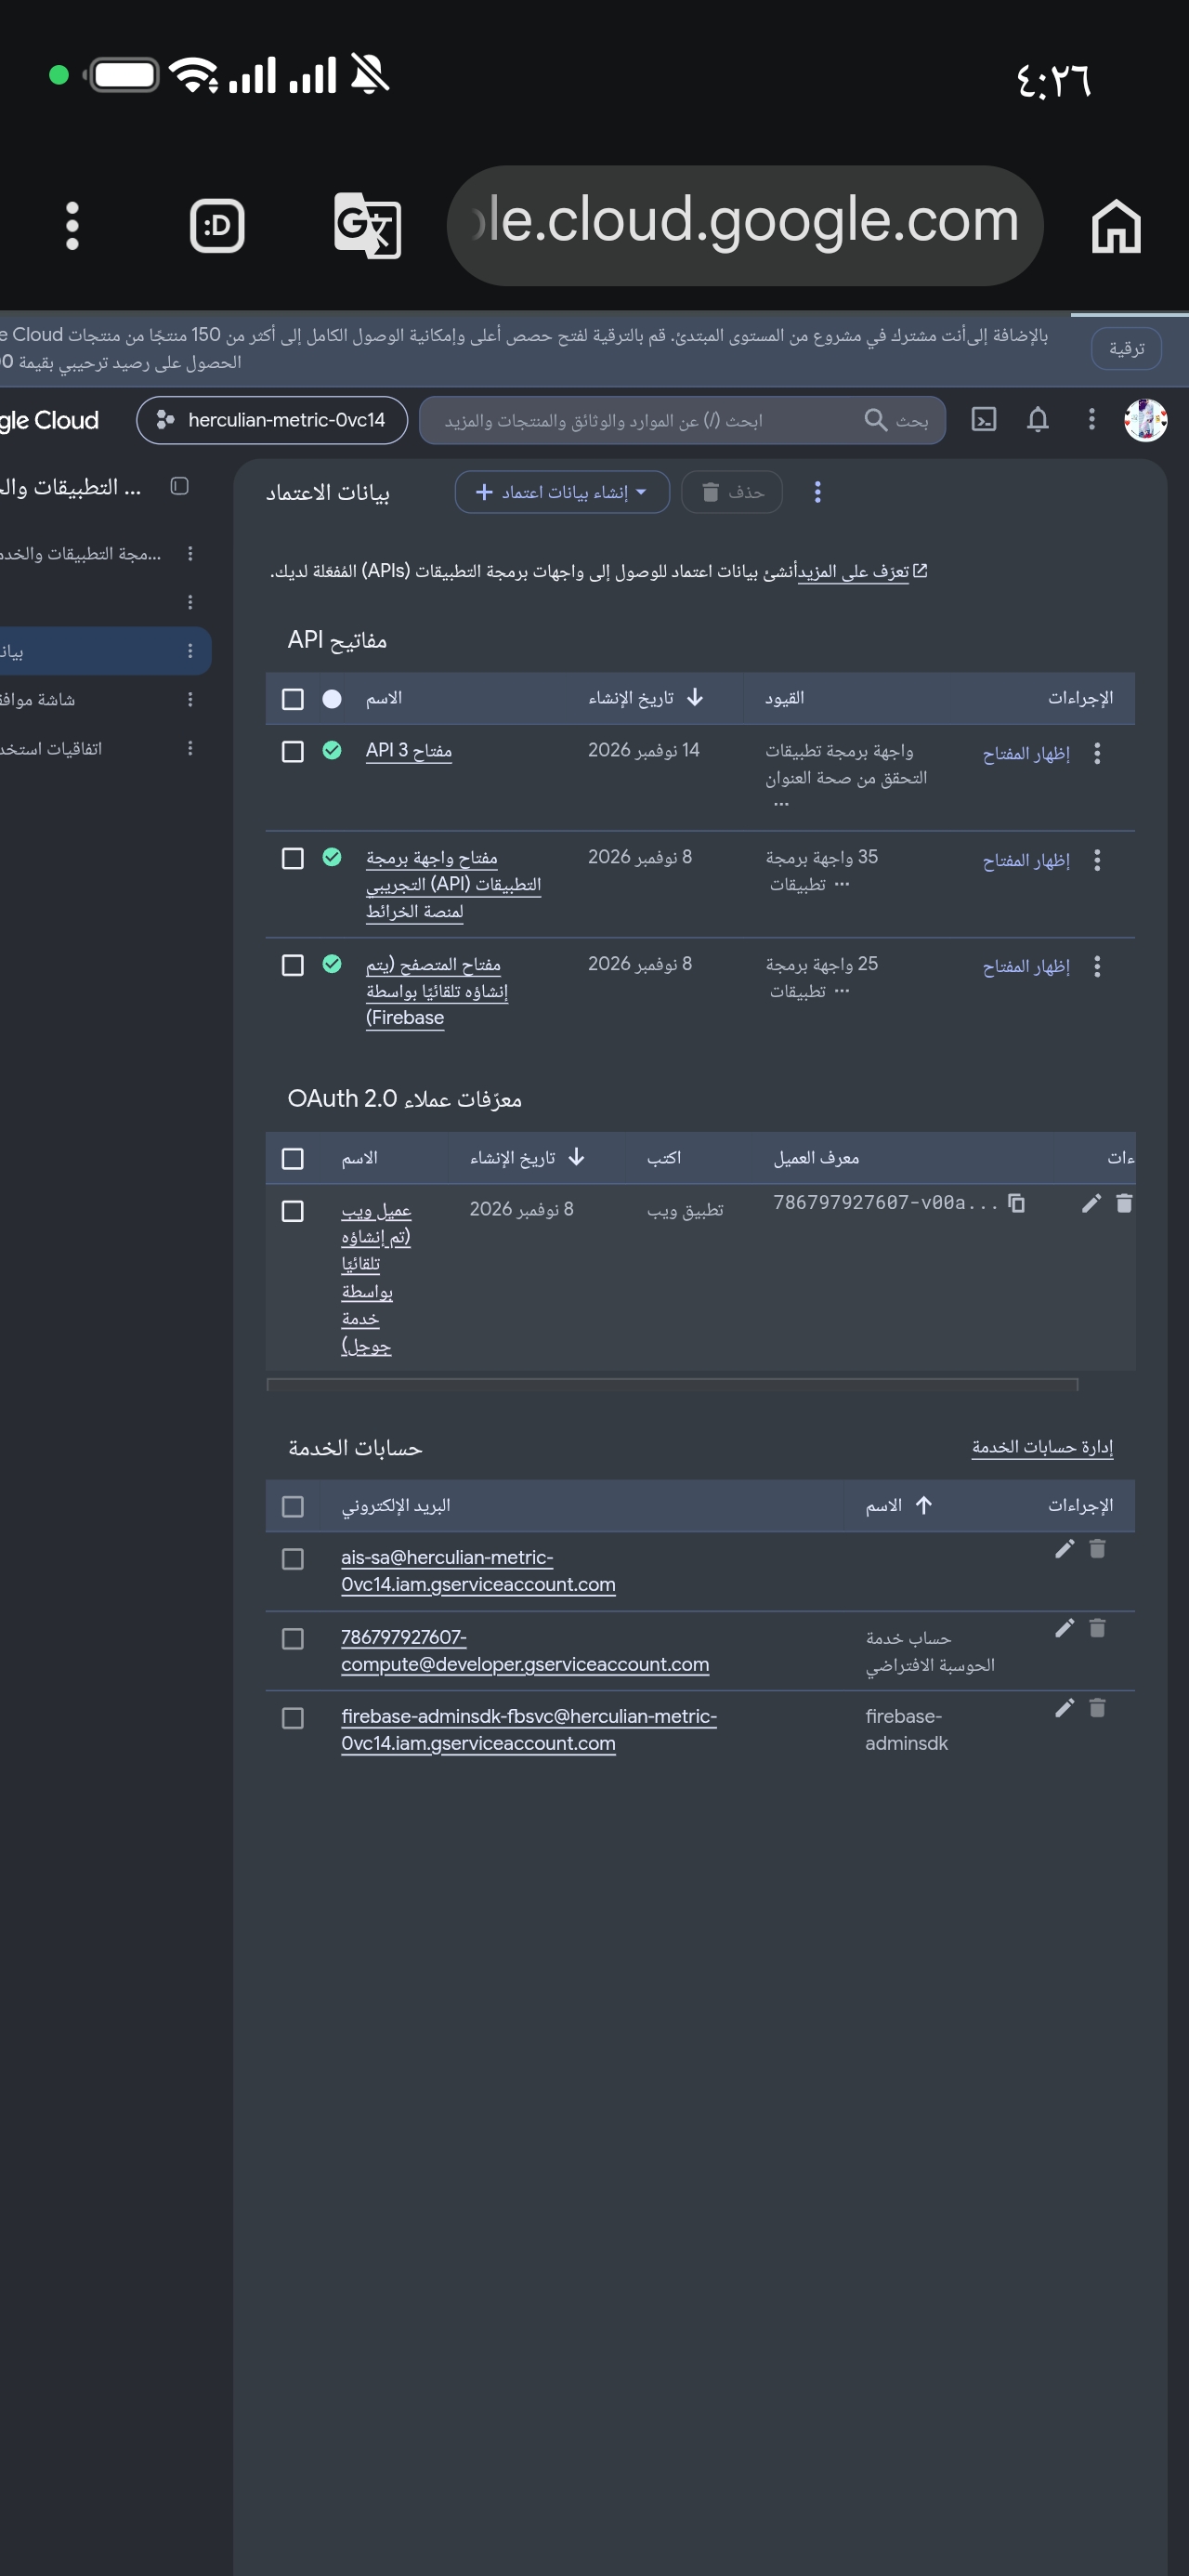 ٤:٢٦
:D
le.cloud.google.com
ترقية
بالإضافة إلى أنت مشترك في مشروع من المستوى المبتدئ. قم بالترقية لفتح حصص أعلى وإمكانية الوصول الكامل إلى أكثر من 150 منتجًا من منتجات e Cloud
الحصول على رصيد ترحيبي بقيمة
gle Cloud
herculian-metric-0vc14
ابحث (/) عن الموارد والوثائق والمنتجات والمزيد
بحث
... التطبيقات وال
بيانات الاعتماد
إنشاء بيانات اعتماد
حذف
...مجة التطبيقات والخد
بيان
شاشة مواف
اتفاقيات استخد
أنشئ بيانات اعتماد للوصول إلى واجهات برمجة التطبيقات (APIs) المُفعّلة لديك. تعرّف على المزيد
مفاتيح API
الاسم
تاريخ الإنشاء
القيود
الإجراءات
مفتاح API 3
14 نوفمبر 2026
واجهة برمجة تطبيقات
التحقق من صحة العنوان
...
إظهار المفتاح
مفتاح واجهة برمجة
التطبيقات (API) التجريبي
لمنصة الخرائط
8 نوفمبر 2026
35 واجهة برمجة
تطبيقات ...
إظهار المفتاح
مفتاح المتصفح (يتم
إنشاؤه تلقائيًا بواسطة
Firebase)
8 نوفمبر 2026
25 واجهة برمجة
تطبيقات ...
إظهار المفتاح
معرّفات عملاء OAuth 2.0
الاسم
تاريخ الإنشاء
اكتب
معرف العميل
ءات
عميل ويب
(تم إنشاؤه
تلقائيًا
بواسطة
خدمة
جوجل)
8 نوفمبر 2026
تطبيق ويب
786797927607-v00a...
حسابات الخدمة
إدارة حسابات الخدمة
البريد الإلكتروني
الاسم
الإجراءات
ais-sa@herculian-metric-
0vc14.iam.gserviceaccount.com
786797927607-
compute@developer.gserviceaccount.com
حساب خدمة
الحوسبة الافتراضي
firebase-adminsdk-fbsvc@herculian-metric-
0vc14.iam.gserviceaccount.com
firebase-
adminsdk